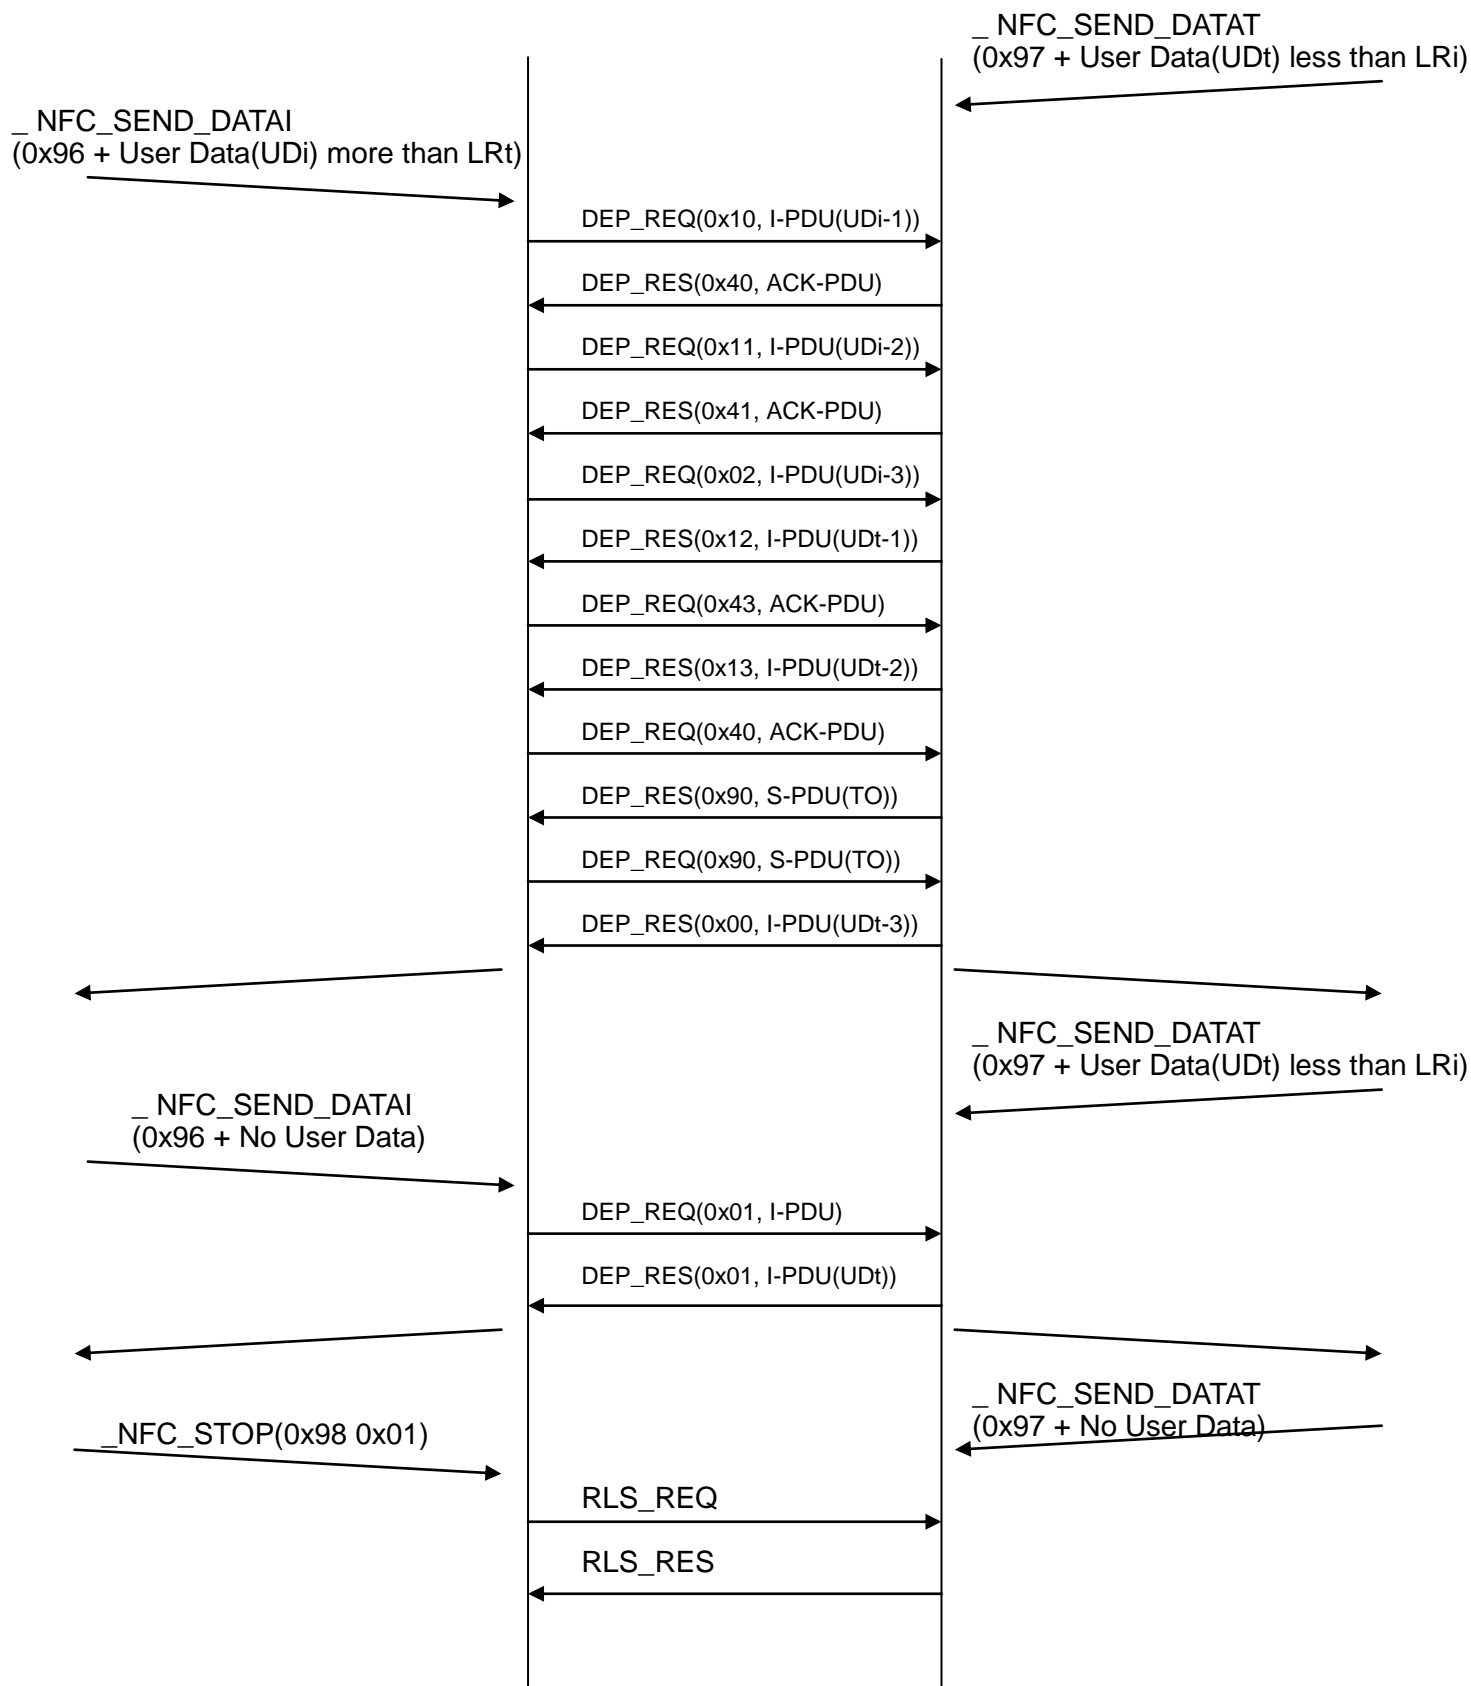 _ NFC_SEND_DATAT
(0x97 + User Data(UDt) less than LRi)
_ NFC_SEND_DATAI
(0x96 + User Data(UDi) more than LRt)
DEP_REQ(0x10, I-PDU(UDi-1))
DEP_RES(0x40, ACK-PDU)
DEP_REQ(0x11, I-PDU(UDi-2))
DEP_RES(0x41, ACK-PDU)
DEP_REQ(0x02, I-PDU(UDi-3))
DEP_RES(0x12, I-PDU(UDt-1))
DEP_REQ(0x43, ACK-PDU)
DEP_RES(0x13, I-PDU(UDt-2))
DEP_REQ(0x40, ACK-PDU)
DEP_RES(0x90, S-PDU(TO))
DEP_REQ(0x90, S-PDU(TO))
DEP_RES(0x00, I-PDU(UDt-3))
_ NFC_SEND_DATAT
(0x97 + User Data(UDt) less than LRi)
_ NFC_SEND_DATAI
(0x96 + No User Data)
DEP_REQ(0x01, I-PDU)
DEP_RES(0x01, I-PDU(UDt))
_ NFC_SEND_DATAT
(0x97 + No User Data)
_NFC_STOP(0x98 0x01)
RLS_REQ
RLS_RES